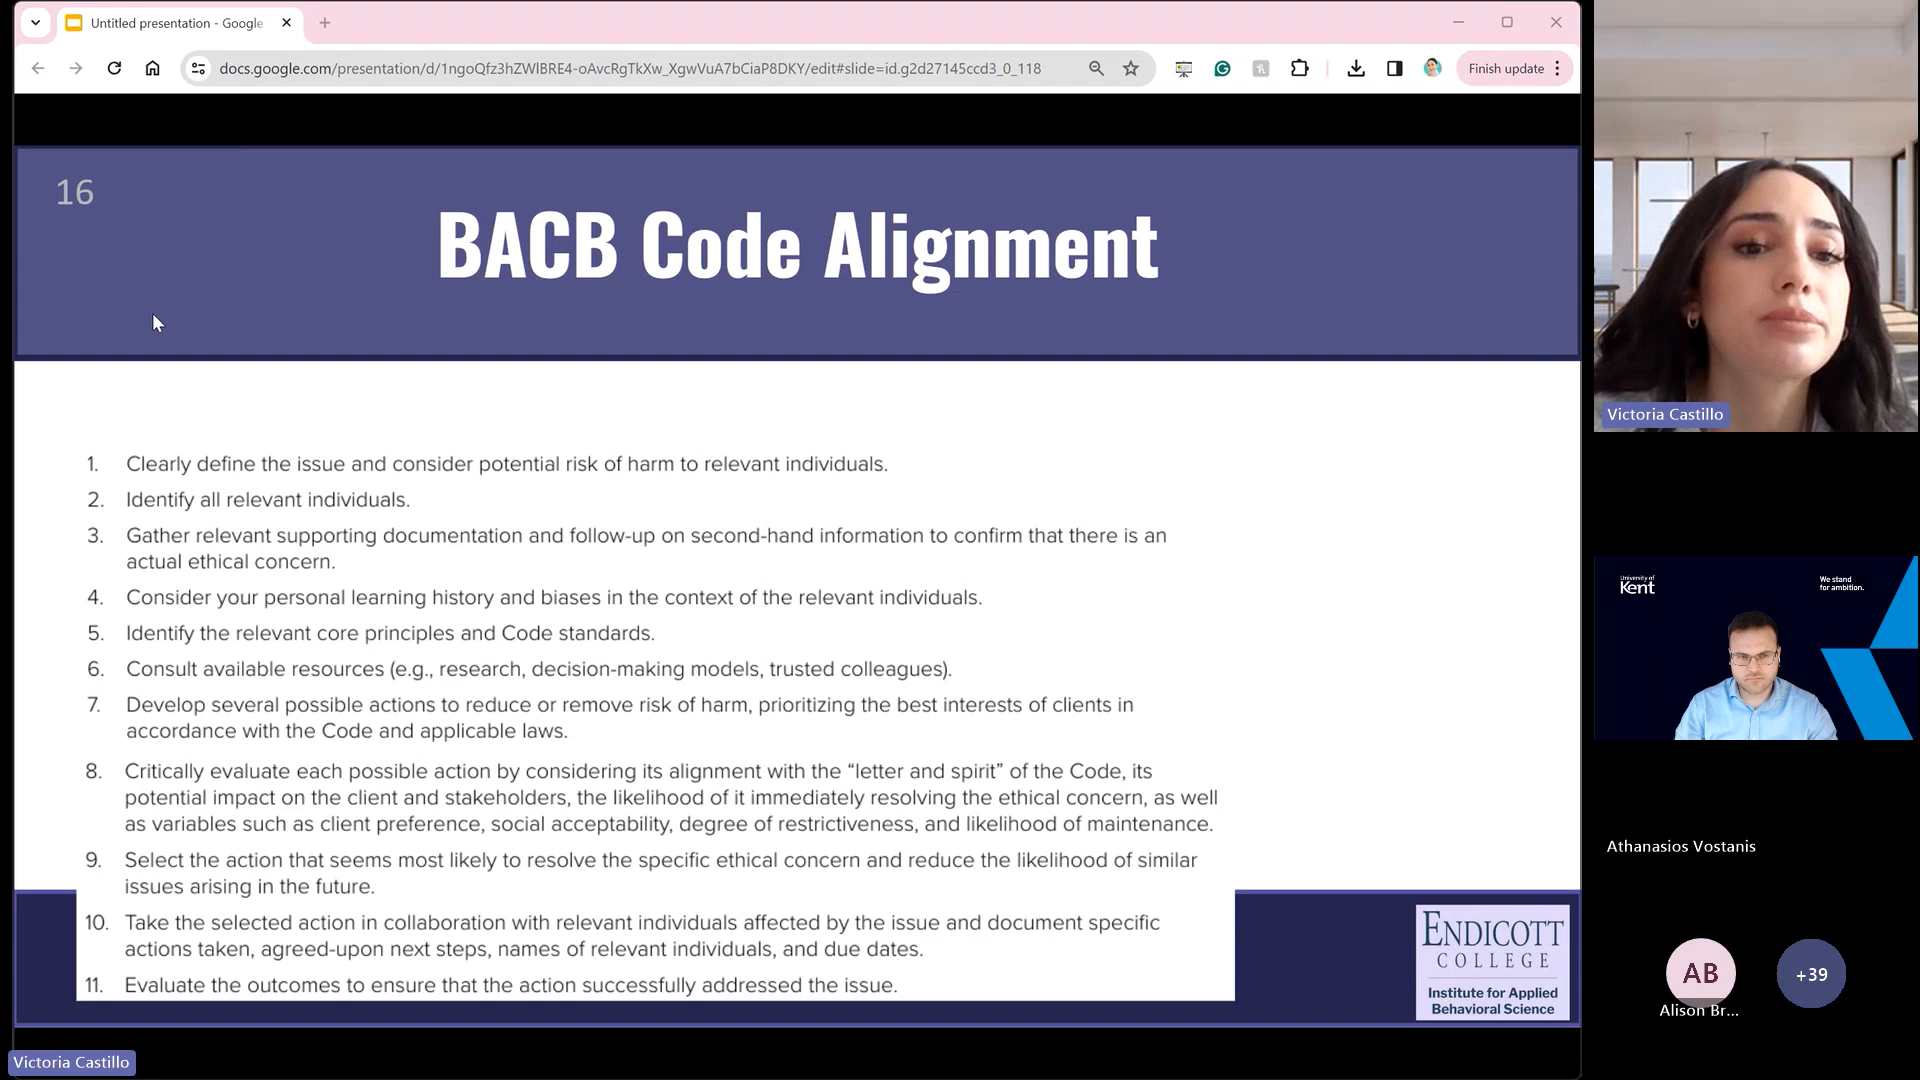 Untitled presentation - Google
docs.google.com/presentation/d/1ngoQfz3hZWlBRE4-oAvcRgTkXw_XgwVuA7bCiaP8DKY/edit#slide=id.g2d27145ccd3_0_118
Finish update
16
BACB Code Alignment
1. Clearly define the issue and consider potential risk of harm to relevant individuals.
2. Identify all relevant individuals.
3. Gather relevant supporting documentation and follow-up on second-hand information to confirm that there is an
actual ethical concern.
4. Consider your personal learning history and biases in the context of the relevant individuals.
5. Identify the relevant core principles and Code standards.
6. Consult available resources (e.g., research, decision-making models, trusted colleagues).
7. Develop several possible actions to reduce or remove risk of harm, prioritizing the best interests of clients in
accordance with the Code and applicable laws.
8. Critically evaluate each possible action by considering its alignment with the “letter and spirit” of the Code, its
potential impact on the client and stakeholders, the likelihood of it immediately resolving the ethical concern, as well
as variables such as client preference, social acceptability, degree of restrictiveness, and likelihood of maintenance.
9. Select the action that seems most likely to resolve the specific ethical concern and reduce the likelihood of similar
issues arising in the future.
10. Take the selected action in collaboration with relevant individuals affected by the issue and document specific
actions taken, agreed-upon next steps, names of relevant individuals, and due dates.
11. Evaluate the outcomes to ensure that the action successfully addressed the issue.
ENDICOTT
COLLEGE
Institute for Applied
Behavioral Science
Victoria Castillo
Victoria Castillo
University of
Kent
We stand
for ambition.
Athanasios Vostanis
AB
Alison Br...
+39